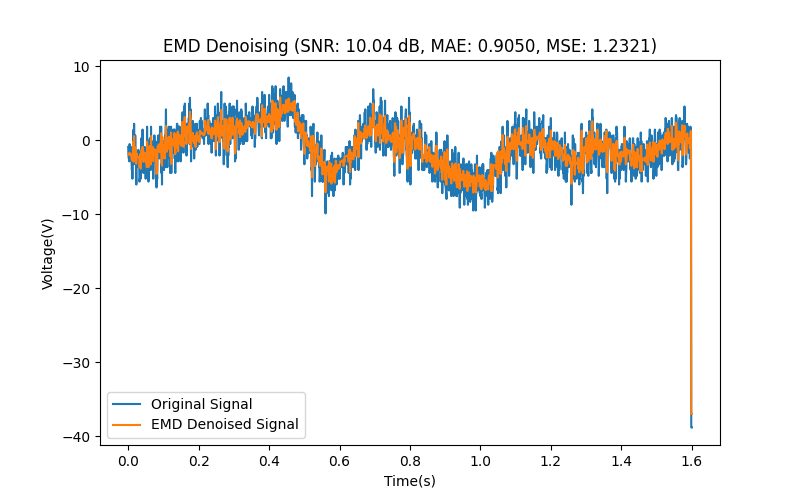 EMD Denoising (SNR: 10.04 dB, MAE: 0.9050, MSE: 1.2321)
10
0
−10
−20
−30
−40
Voltage(V)
Original Signal
EMD Denoised Signal
0.0 0.2 0.4 0.6 0.8 1.0 1.2 1.4 1.6
Time(s)